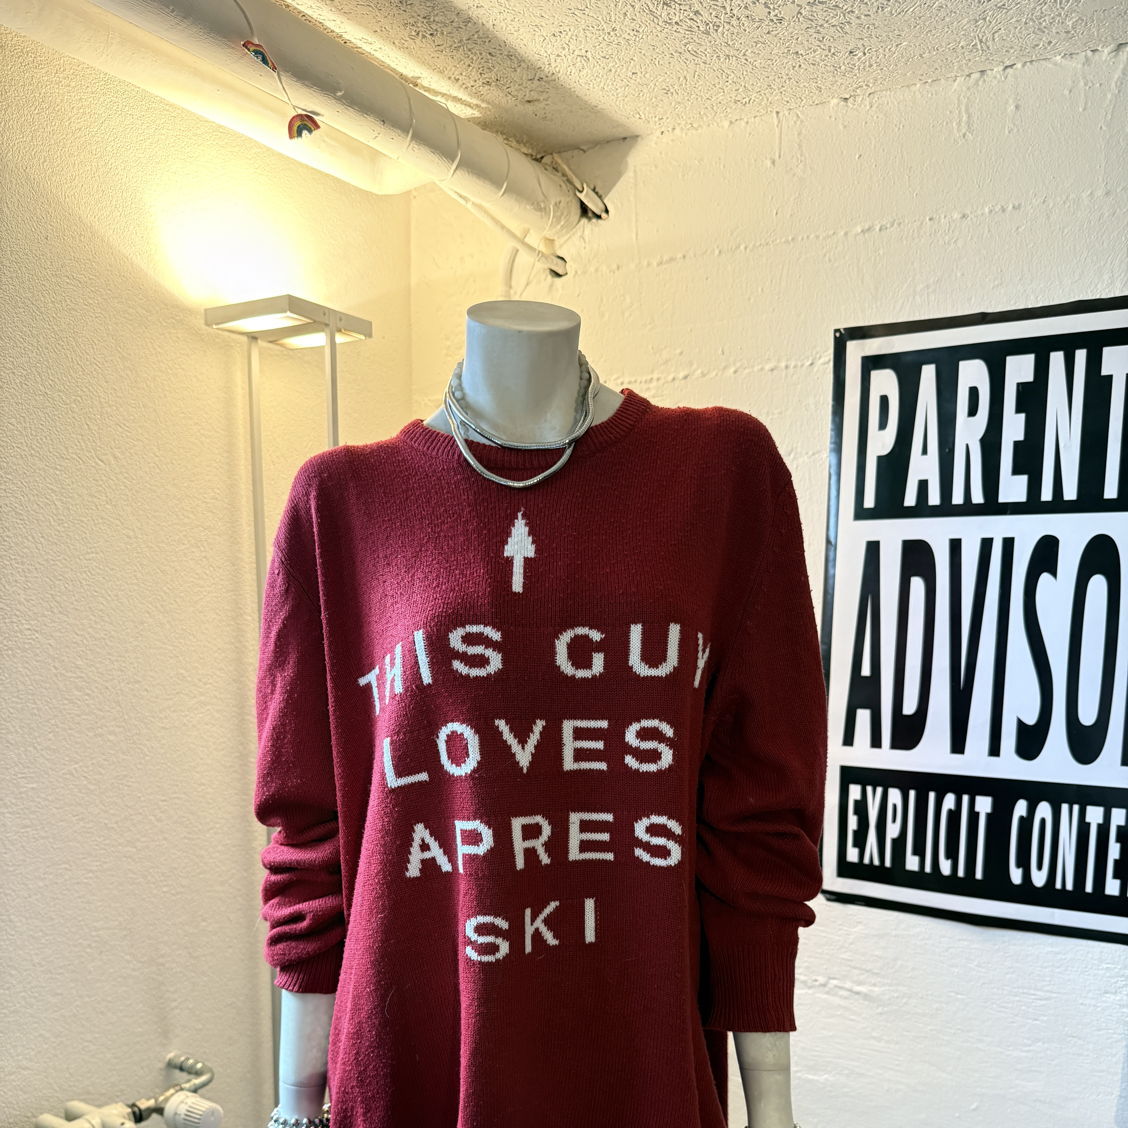 THIS GUY
LOVES
APRES
SKI
PARENT
ADVISO
EXPLICIT CONTE